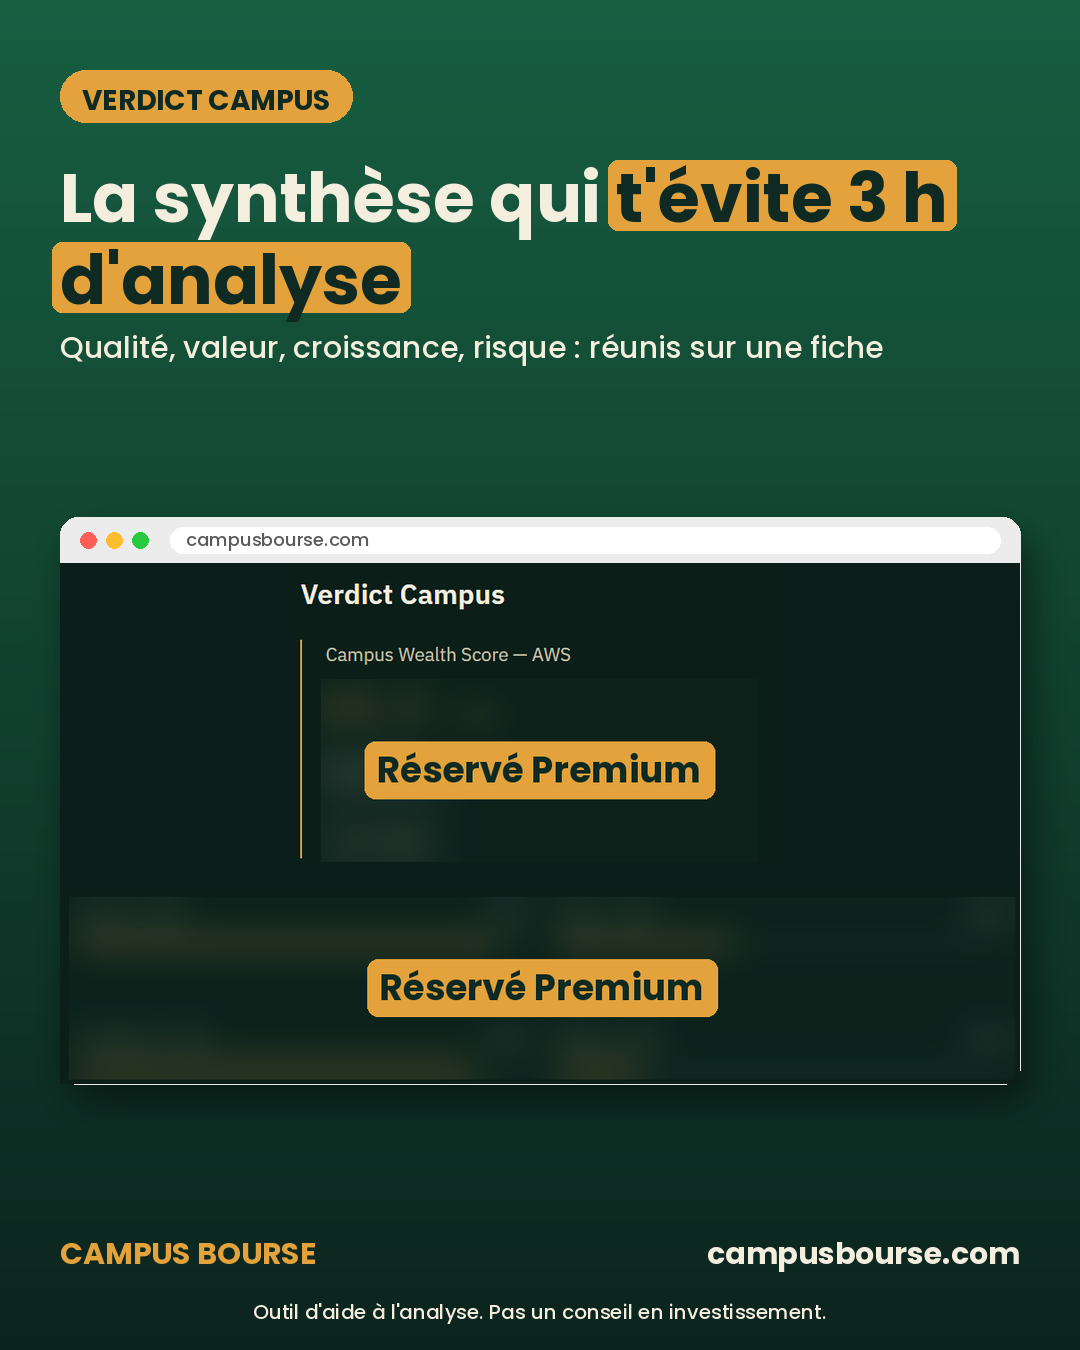 VERDICT CAMPUS
La synthèse qui t'évite 3 h
d'analyse
Qualité, valeur, croissance, risque : réunis sur une fiche
campusbourse.com
Verdict Campus
Campus Wealth Score — AWS
Réservé Premium
Réservé Premium
CAMPUS BOURSE
campusbourse.com
Outil d'aide à l'analyse. Pas un conseil en investissement.